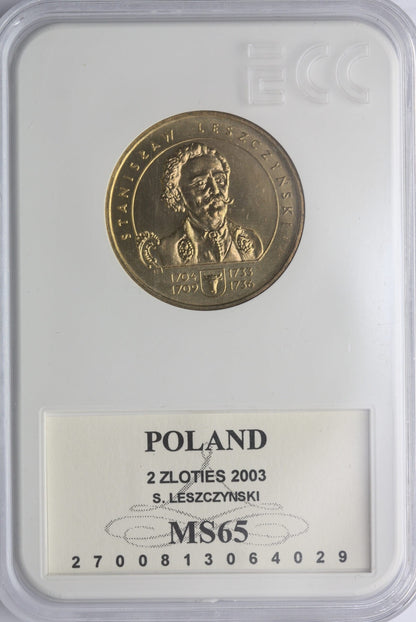 ECC
STANISŁAW LESZCZYŃSKI
1704 1733
1709 1736
POLAND
2 ZLOTIES 2003
S. LESZCZYNSKI
MS65
2700813064029